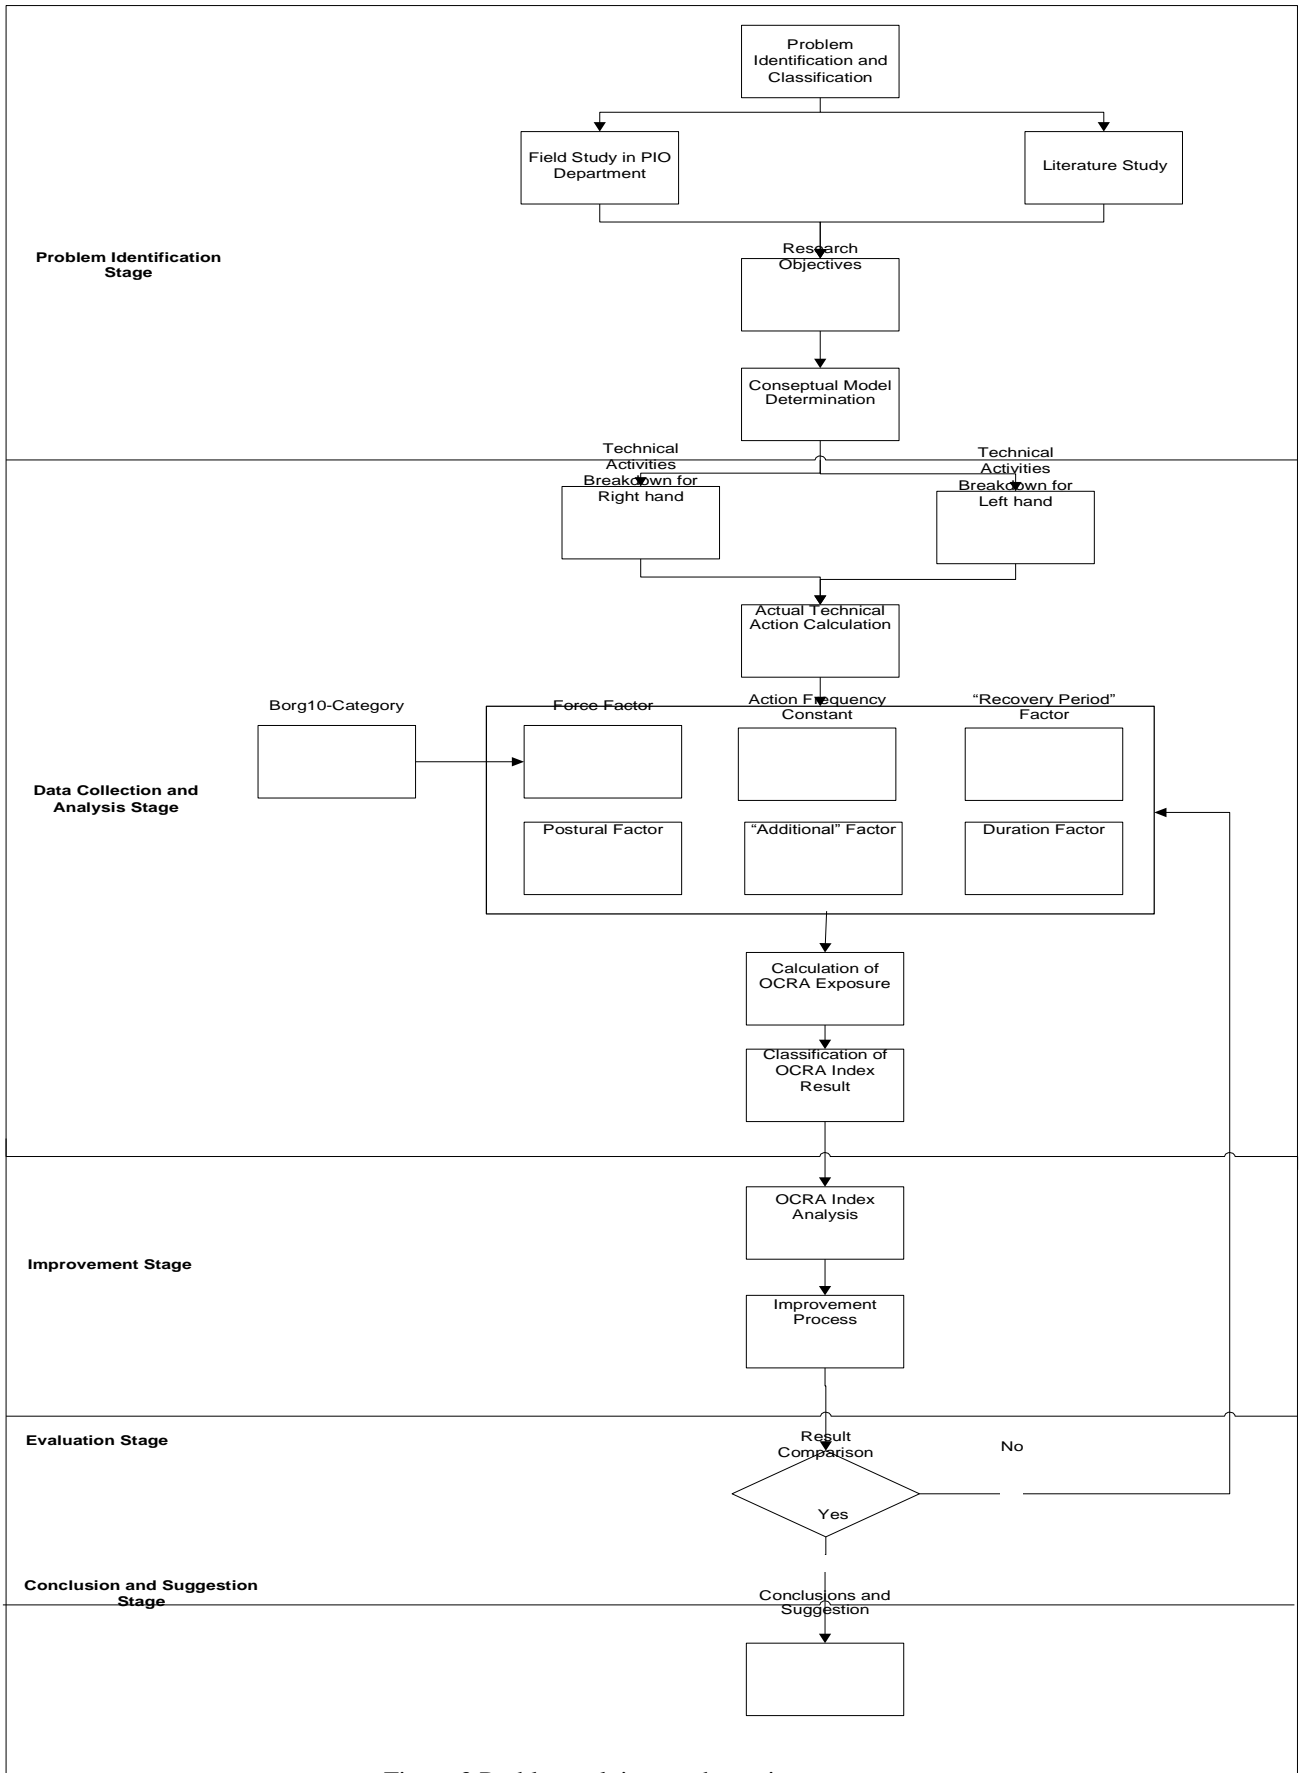 Problem
Identification and
Classification
Field Study in PIO
Department
Literature Study
Problem Identification
Stage
Research
Objectives
Conseptual Model
Determination
Technical
Activities
Breakdown for
Right hand
Technical
Activities
Breakdown for
Left hand
Actual Technical
Action Calculation
Borg10-Category
Force Factor
Action Frequency
Constant
“Recovery Period”
Factor
Data Collection and
Analysis Stage
Postural Factor
“Additional” Factor
Duration Factor
Calculation of
OCRA Exposure
Classification of
OCRA Index
Result
OCRA Index
Analysis
Improvement Stage
Improvement
Process
Evaluation Stage
Result
Comparison
No
Yes
Conclusion and Suggestion
Stage
Conclusions and
Suggestion